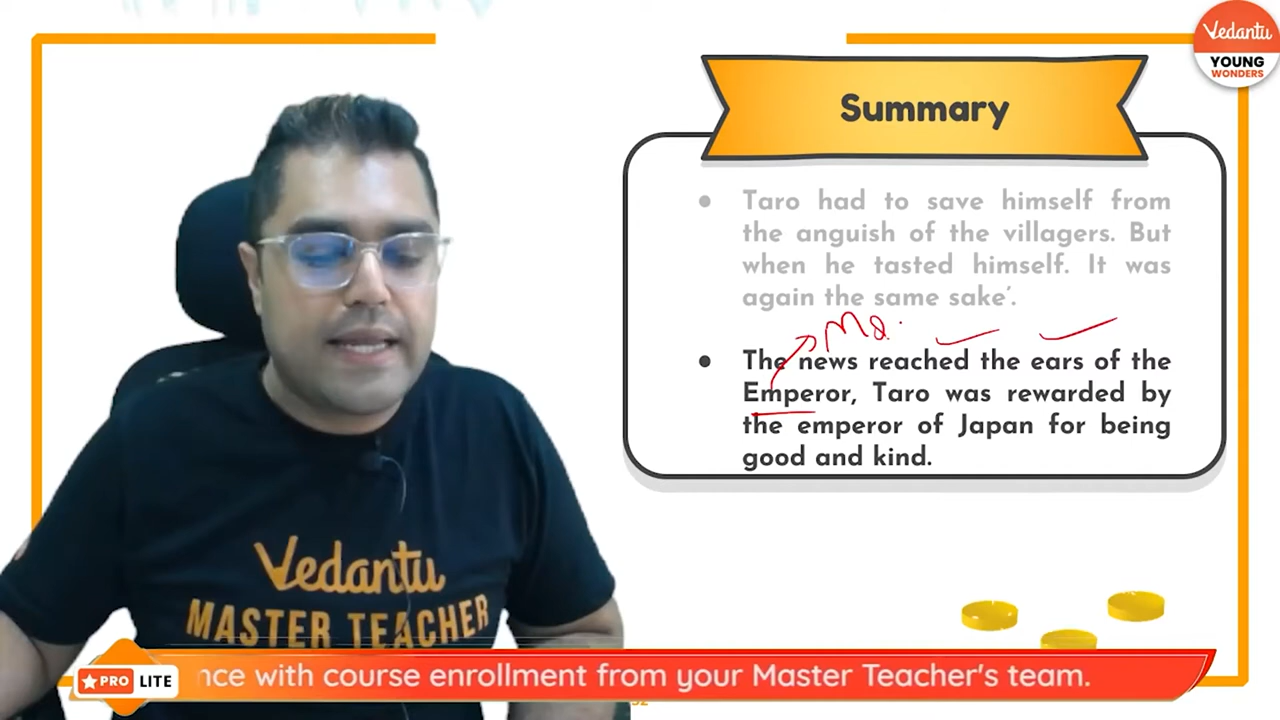 Vedantu
YOUNG
WONDERS
Summary
• Taro had to save himself from
the anguish of the villagers. But
when he tasted himself. It was
again the same sake’.
• The news reached the ears of the
Emperor, Taro was rewarded by
the emperor of Japan for being
good and kind.
Vedantu
MASTER TEACHER
PRO LITE
nce with course enrollment from your Master Teacher's team.